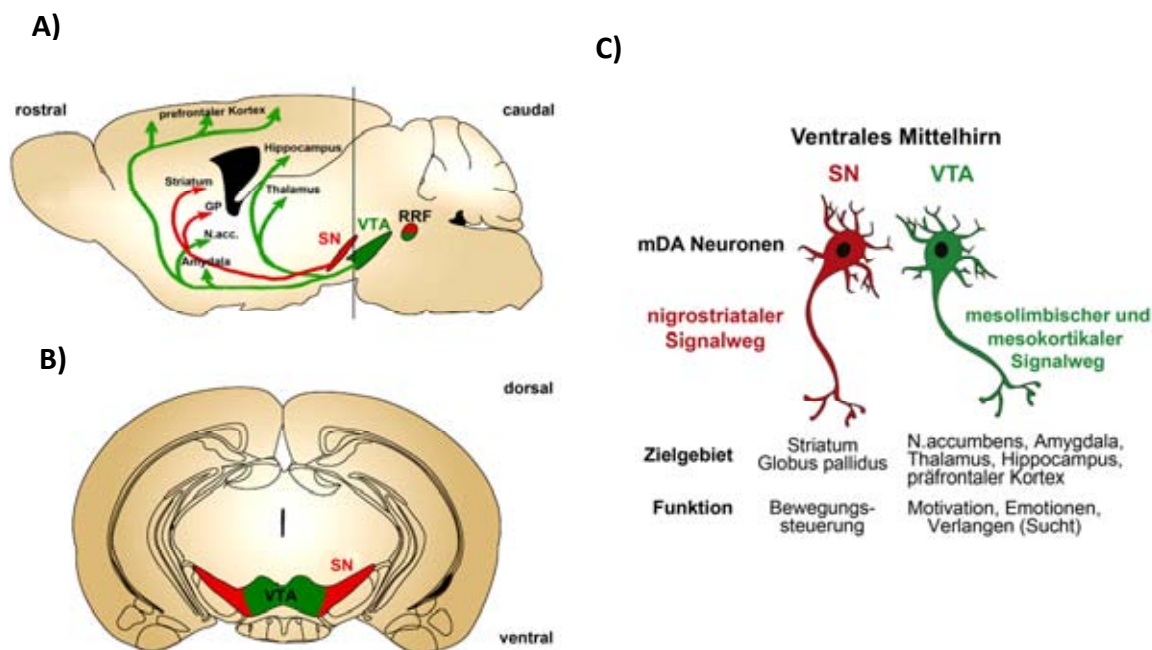 A)
rostral
caudal
prefrontaler Kortex
Hippocampus
Striatum
Thalamus
GP
N.acc.
Amydala
SN
VTA
RRF
B)
dorsal
SN
VTA
ventral
C)
Ventrales Mittelhirn
SN VTA
mDA Neuronen
nigrostriataler
Signalweg
mesolimbischer und
mesokortikaler
Signalweg
Zielgebiet
Striatum
Globus pallidus
N.accumbens, Amygdala,
Thalamus, Hippocampus,
präfrontaler Kortex
Funktion
Bewegungs-
steuerung
Motivation, Emotionen,
Verlangen (Sucht)